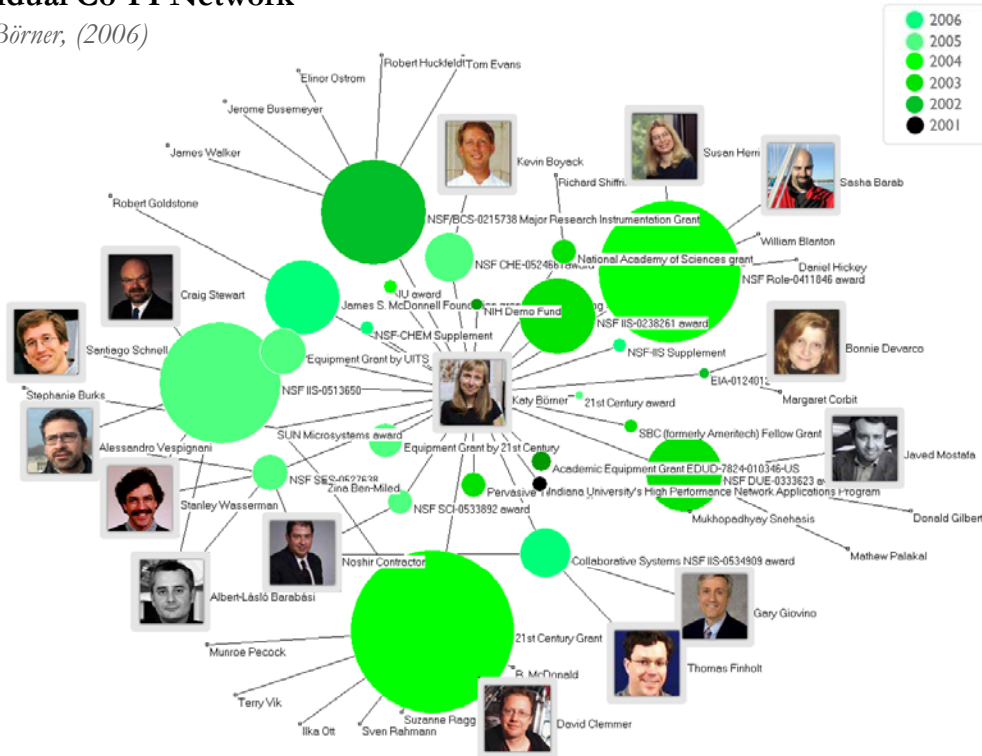 Co-PI Network
Börner, (2006)
2006
2005
2004
2003
2002
2001
Robert Huckfeldt
Tom Evans
Elinor Ostrom
Jerome Busemeyer
James Walker
Kevin Boyack
Susan Herri
Richard Shiffri
Sasha Barab
Robert Goldstone
NSF/BCS-0215738 Major Research Instrumentation Grant
William Blanton
National Academy of Sciences grant
Daniel Hickey
NSF CHE-0524661 award
NSF Role-0411846 award
Craig Stewart
IU award
James S. McDonnell
NIH Demo Fund
NSF IIS-0238261 award
NSF-CHEM Supplement
Santiago Schnell
NSF-IIS Supplement
Bonnie Devarco
Equipment Grant by UITS
EIA-0124012
NSF IIS-0513650
Stephanie Burks
Katy Börner
21st Century award
Margaret Corbit
SUN Microsystems award
SBC (formerly Ameritech) Fellow Grant
Alessandro Vespignani
Equipment Grant by 21st Century
Javed Mostafa
Academic Equipment Grant EDUD-7824-010346-US
NSF DUE-0333623
Zina Ben-Miled
Pervasive
Indiana University's High Performance Network Applications Program
Stanley Wasserman
NSF SCI-0533892 award
Mukhopadhyay Snehasis
Donald Gilbert
Mathew Palakal
Noshir Contractor
Collaborative Systems NSF IIS-0534909 award
Albert-Lásló Barabási
Gary Giovino
21st Century Grant
Munroe Pecock
Thomas Finholt
B. McDonald
Terry Vik
Suzanne Ragg
David Clemmer
Ilka Ott
Sven Rahmann